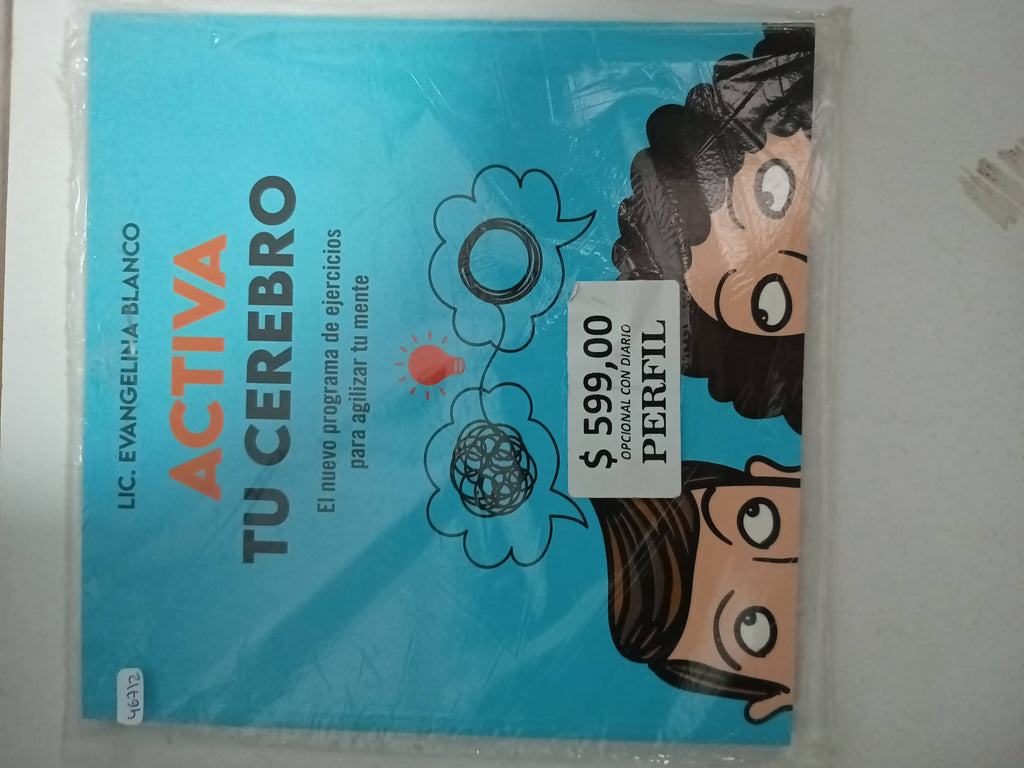 LIC. EVANGELINA BLANCO
ACTIVA
TU CEREBRO
El nuevo programa de ejercicios
para agilizar tu mente
$ 599,00
OPCIONAL CON DIARIO
PERFIL
46712